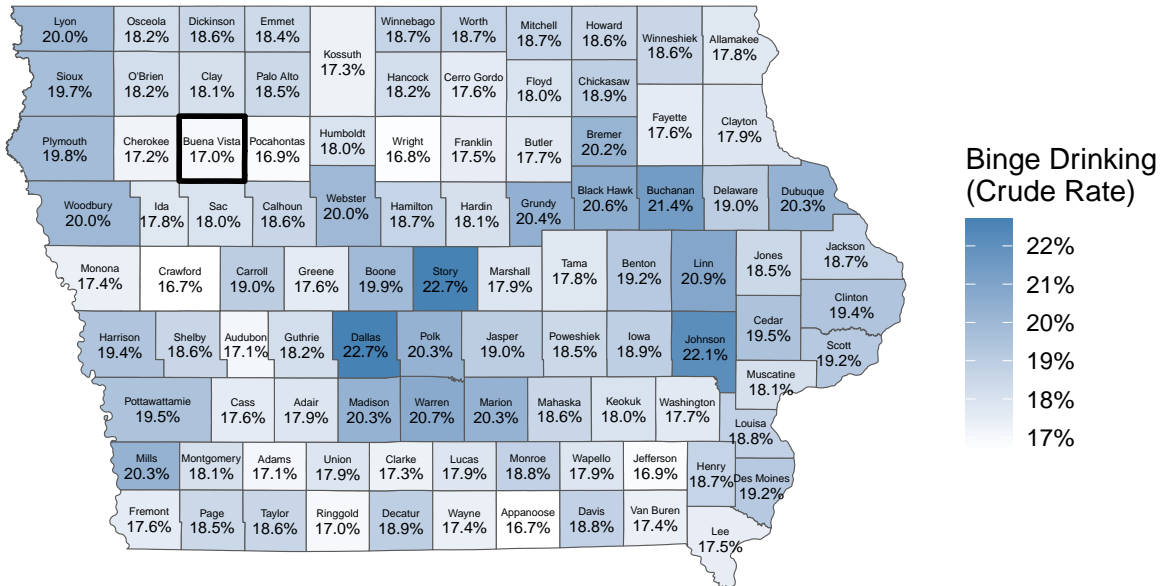 Lyon
20.0%
Osceola
18.2%
Dickinson
18.6%
Emmet
18.4%
Kossuth
17.3%
Winnebago
18.7%
Worth
18.7%
Mitchell
18.7%
Howard
18.6%
Winneshiek
18.6%
Allamakee
17.8%
Sioux
19.7%
O'Brien
18.2%
Clay
18.1%
Palo Alto
18.5%
Hancock
18.2%
Cerro Gordo
17.6%
Floyd
18.0%
Chickasaw
18.9%
Fayette
17.6%
Clayton
17.9%
Plymouth
19.8%
Cherokee
17.2%
Buena Vista
17.0%
Pocahontas
16.9%
Humboldt
18.0%
Wright
16.8%
Franklin
17.5%
Butler
17.7%
Bremer
20.2%
Woodbury
20.0%
Ida
17.8%
Sac
18.0%
Calhoun
18.6%
Webster
20.0%
Hamilton
18.7%
Hardin
18.1%
Grundy
20.4%
Black Hawk
20.6%
Buchanan
21.4%
Delaware
19.0%
Dubuque
20.3%
Monona
17.4%
Crawford
16.7%
Carroll
19.0%
Greene
17.6%
Boone
19.9%
Story
22.7%
Marshall
17.9%
Tama
17.8%
Benton
19.2%
Linn
20.9%
Jones
18.5%
Jackson
18.7%
Clinton
19.4%
Harrison
19.4%
Shelby
18.6%
Audubon
17.1%
Guthrie
18.2%
Dallas
22.7%
Polk
20.3%
Jasper
19.0%
Poweshiek
18.5%
Iowa
18.9%
Johnson
22.1%
Cedar
19.5%
Scott
19.2%
Muscatine
18.1%
Pottawattamie
19.5%
Cass
17.6%
Adair
17.9%
Madison
20.3%
Warren
20.7%
Marion
20.3%
Mahaska
18.6%
Keokuk
18.0%
Washington
17.7%
Louisa
18.8%
Mills
20.3%
Montgomery
18.1%
Adams
17.1%
Union
17.9%
Clarke
17.3%
Lucas
17.9%
Monroe
18.8%
Wapello
17.9%
Jefferson
16.9%
Henry
18.7%
Des Moines
19.2%
Fremont
17.6%
Page
18.5%
Taylor
18.6%
Ringgold
17.0%
Decatur
18.9%
Wayne
17.4%
Appanoose
16.7%
Davis
18.8%
Van Buren
17.4%
Lee
17.5%
Binge Drinking
(Crude Rate)
22%
21%
20%
19%
18%
17%